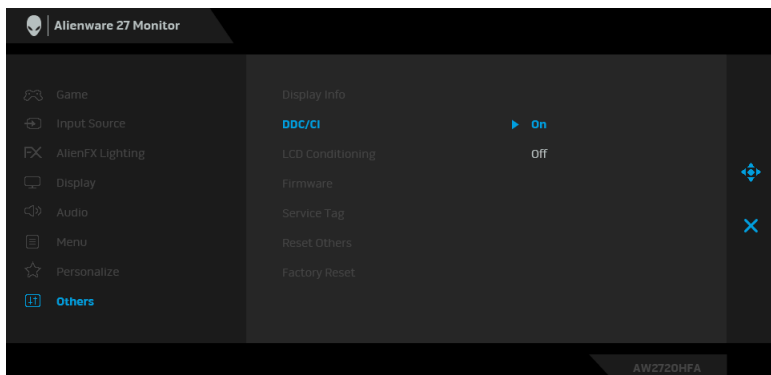 Alienware 27 Monitor
Game
Input Source
AlienFX Lighting
Display
Audio
Menu
Personalize
Others
Display Info
DDC/CI
On
LCD Conditioning
Off
Firmware
Service Tag
Reset Others
Factory Reset
AW2720HFA